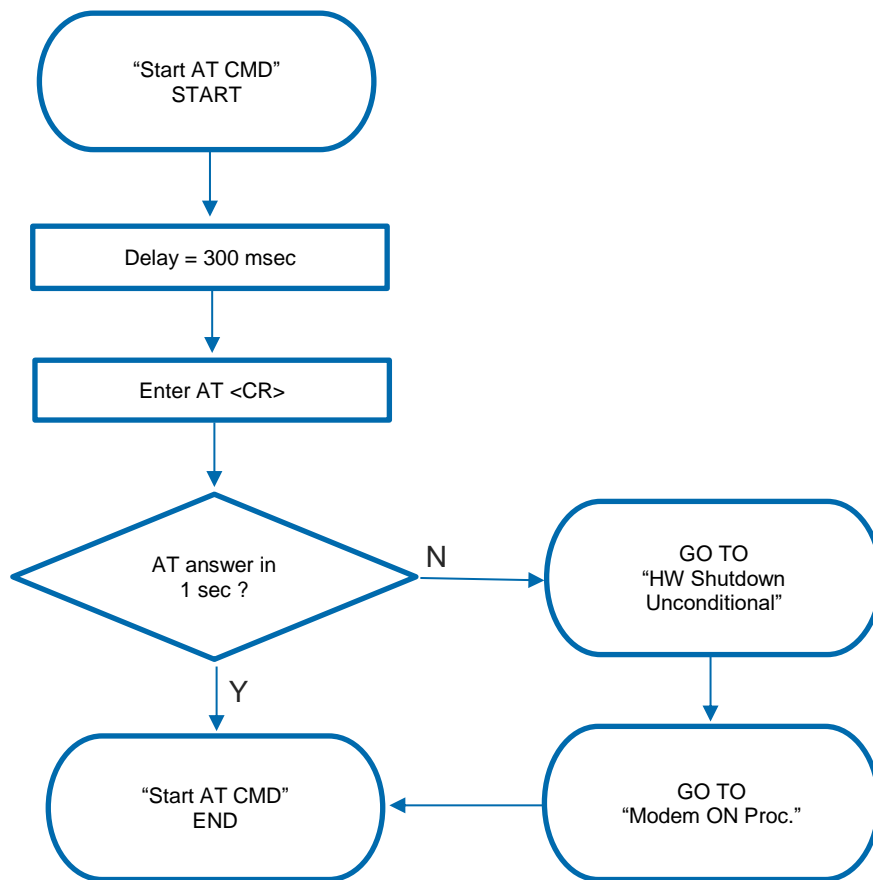 “Start AT CMD”
START
Delay = 300 msec
Enter AT <CR>
AT answer in
1 sec ?
N
GO TO
“HW Shutdown
Unconditional”
Y
“Start AT CMD”
END
GO TO
“Modem ON Proc.”